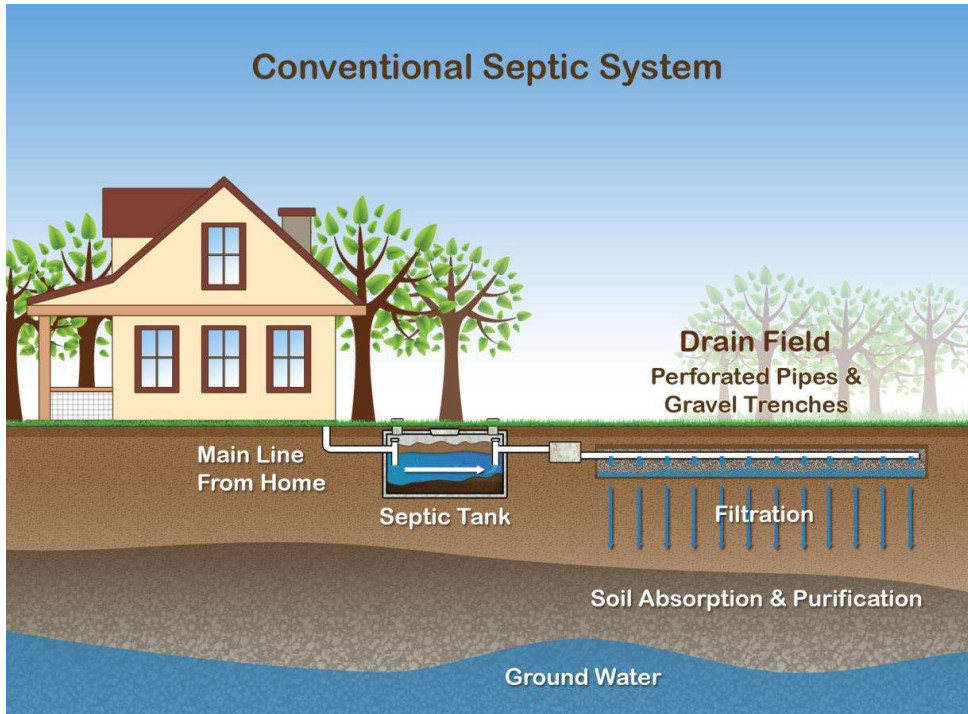 Conventional Septic System
Drain Field
Perforated Pipes &
Gravel Trenches
Main Line
From Home
Septic Tank
Filtration
Soil Absorption & Purification
Ground Water